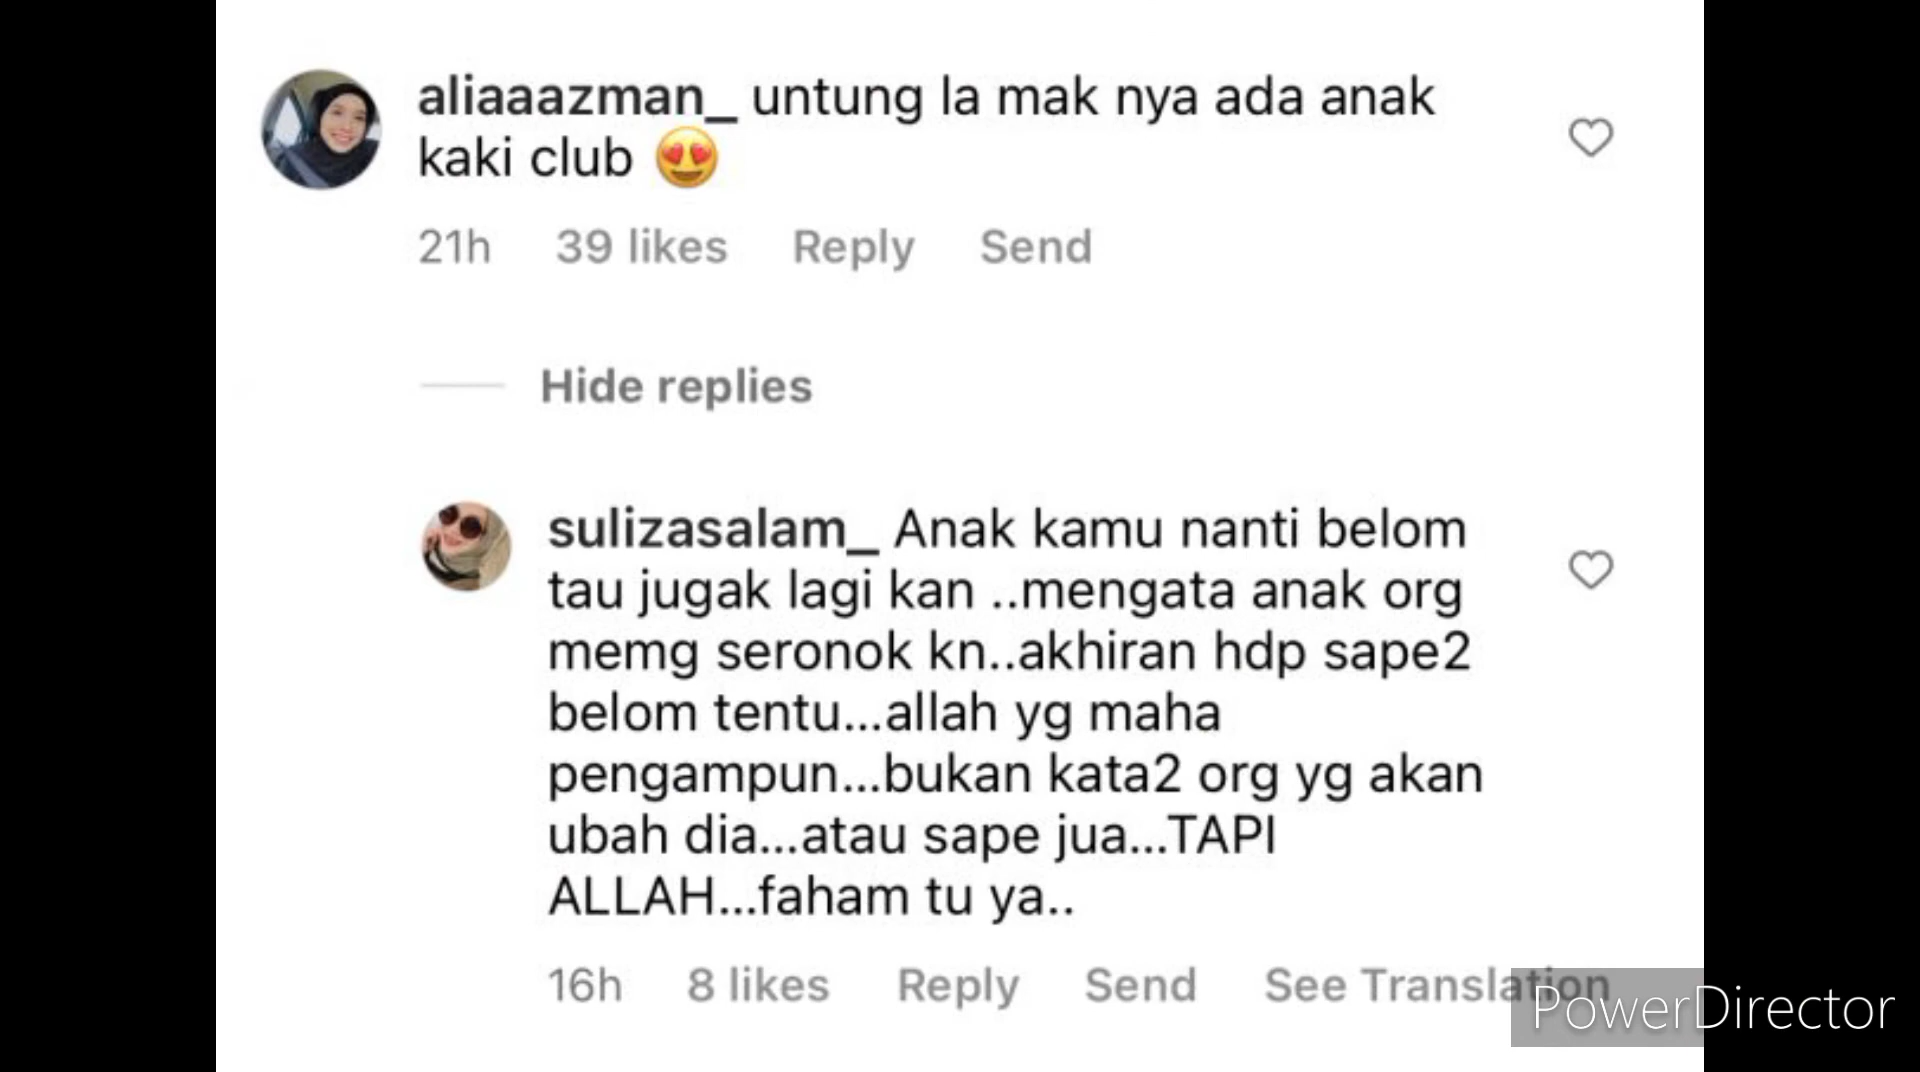 aliaaazman_ untung la mak nya ada anak
kaki club 😍
21h 39 likes Reply Send
Hide replies
sulizasalam_ Anak kamu nanti belom
tau jugak lagi kan ..mengata anak org
memg seronok kn..akhiran hdp sape2
belom tentu...allah yg maha
pengampun...bukan kata2 org yg akan
ubah dia...atau sape jua...TAPI
ALLAH...faham tu ya..
16h 8 likes Reply Send See Translation
PowerDirector